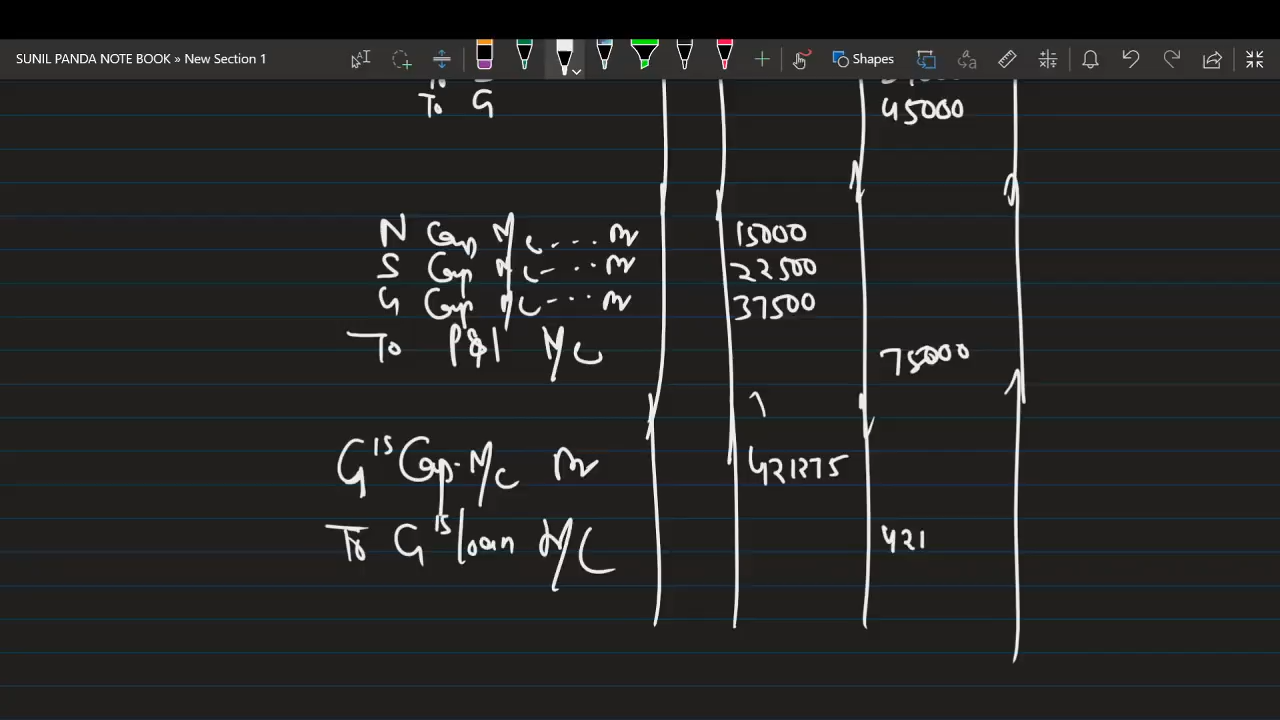 SUNIL PANDA NOTE BOOK » New Section 1
Shapes
To G 45000
N Cap A/C .... Dr 15000
S Cap A/C .... Dr 22500
G Cap A/C .... Dr 37500
To P&l A/C 75000
G's Cap. A/C Dr 421275
To G's loan A/C 421